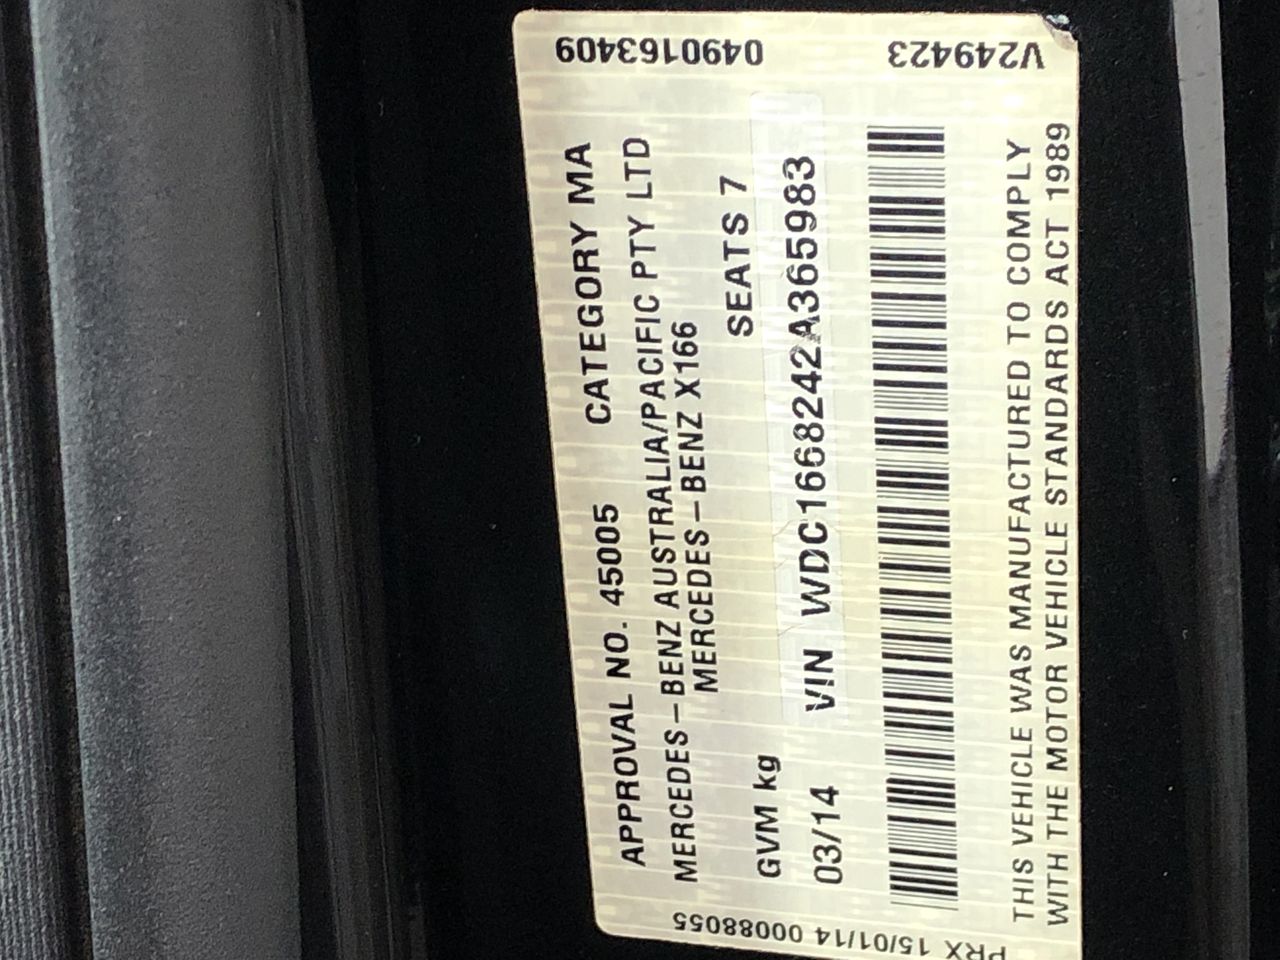 APPROVAL NO. 45005 CATEGORY MA
MERCEDES-BENZ AUSTRALIA/PACIFIC PTY LTD
MERCEDES-BENZ X166
SEATS 7
GVM kg
03/14 VIN WDC1668242A365983
THIS VEHICLE WAS MANUFACTURED TO COMPLY
WITH THE MOTOR VEHICLE STANDARDS ACT 1989
0490163409
V249423
PRX 15/01/14 00088055